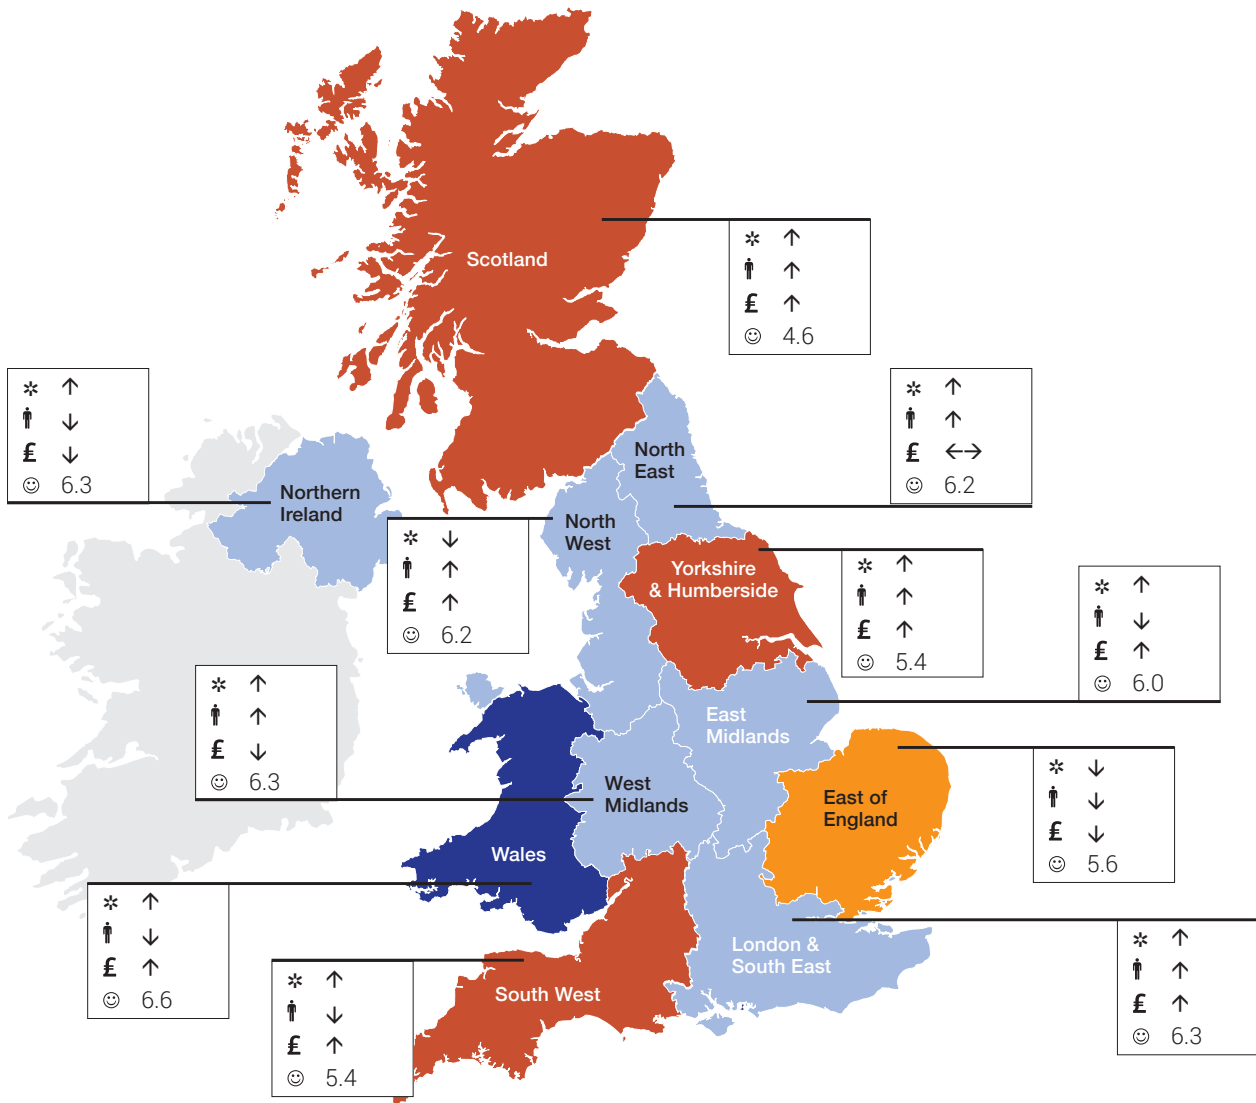 Scotland
✲ ↑
↑
£ ↑
☺ 4.6
✲ ↑
↓
£ ↓
☺ 6.3
Northern
Ireland
✲ ↑
↑
£ ←→
☺ 6.2
North
East
✲ ↓
↑
£ ↑
☺ 6.2
North
West
Yorkshire
& Humberside
✲ ↑
↑
£ ↑
☺ 5.4
✲ ↑
↓
£ ↑
☺ 6.0
East
Midlands
✲ ↑
↑
£ ↓
☺ 6.3
West
Midlands
East of
England
✲ ↓
↓
£ ↓
☺ 5.6
Wales
✲ ↑
↓
£ ↑
☺ 6.6
South West
✲ ↑
↓
£ ↑
☺ 5.4
London &
South East
✲ ↑
↑
£ ↑
☺ 6.3